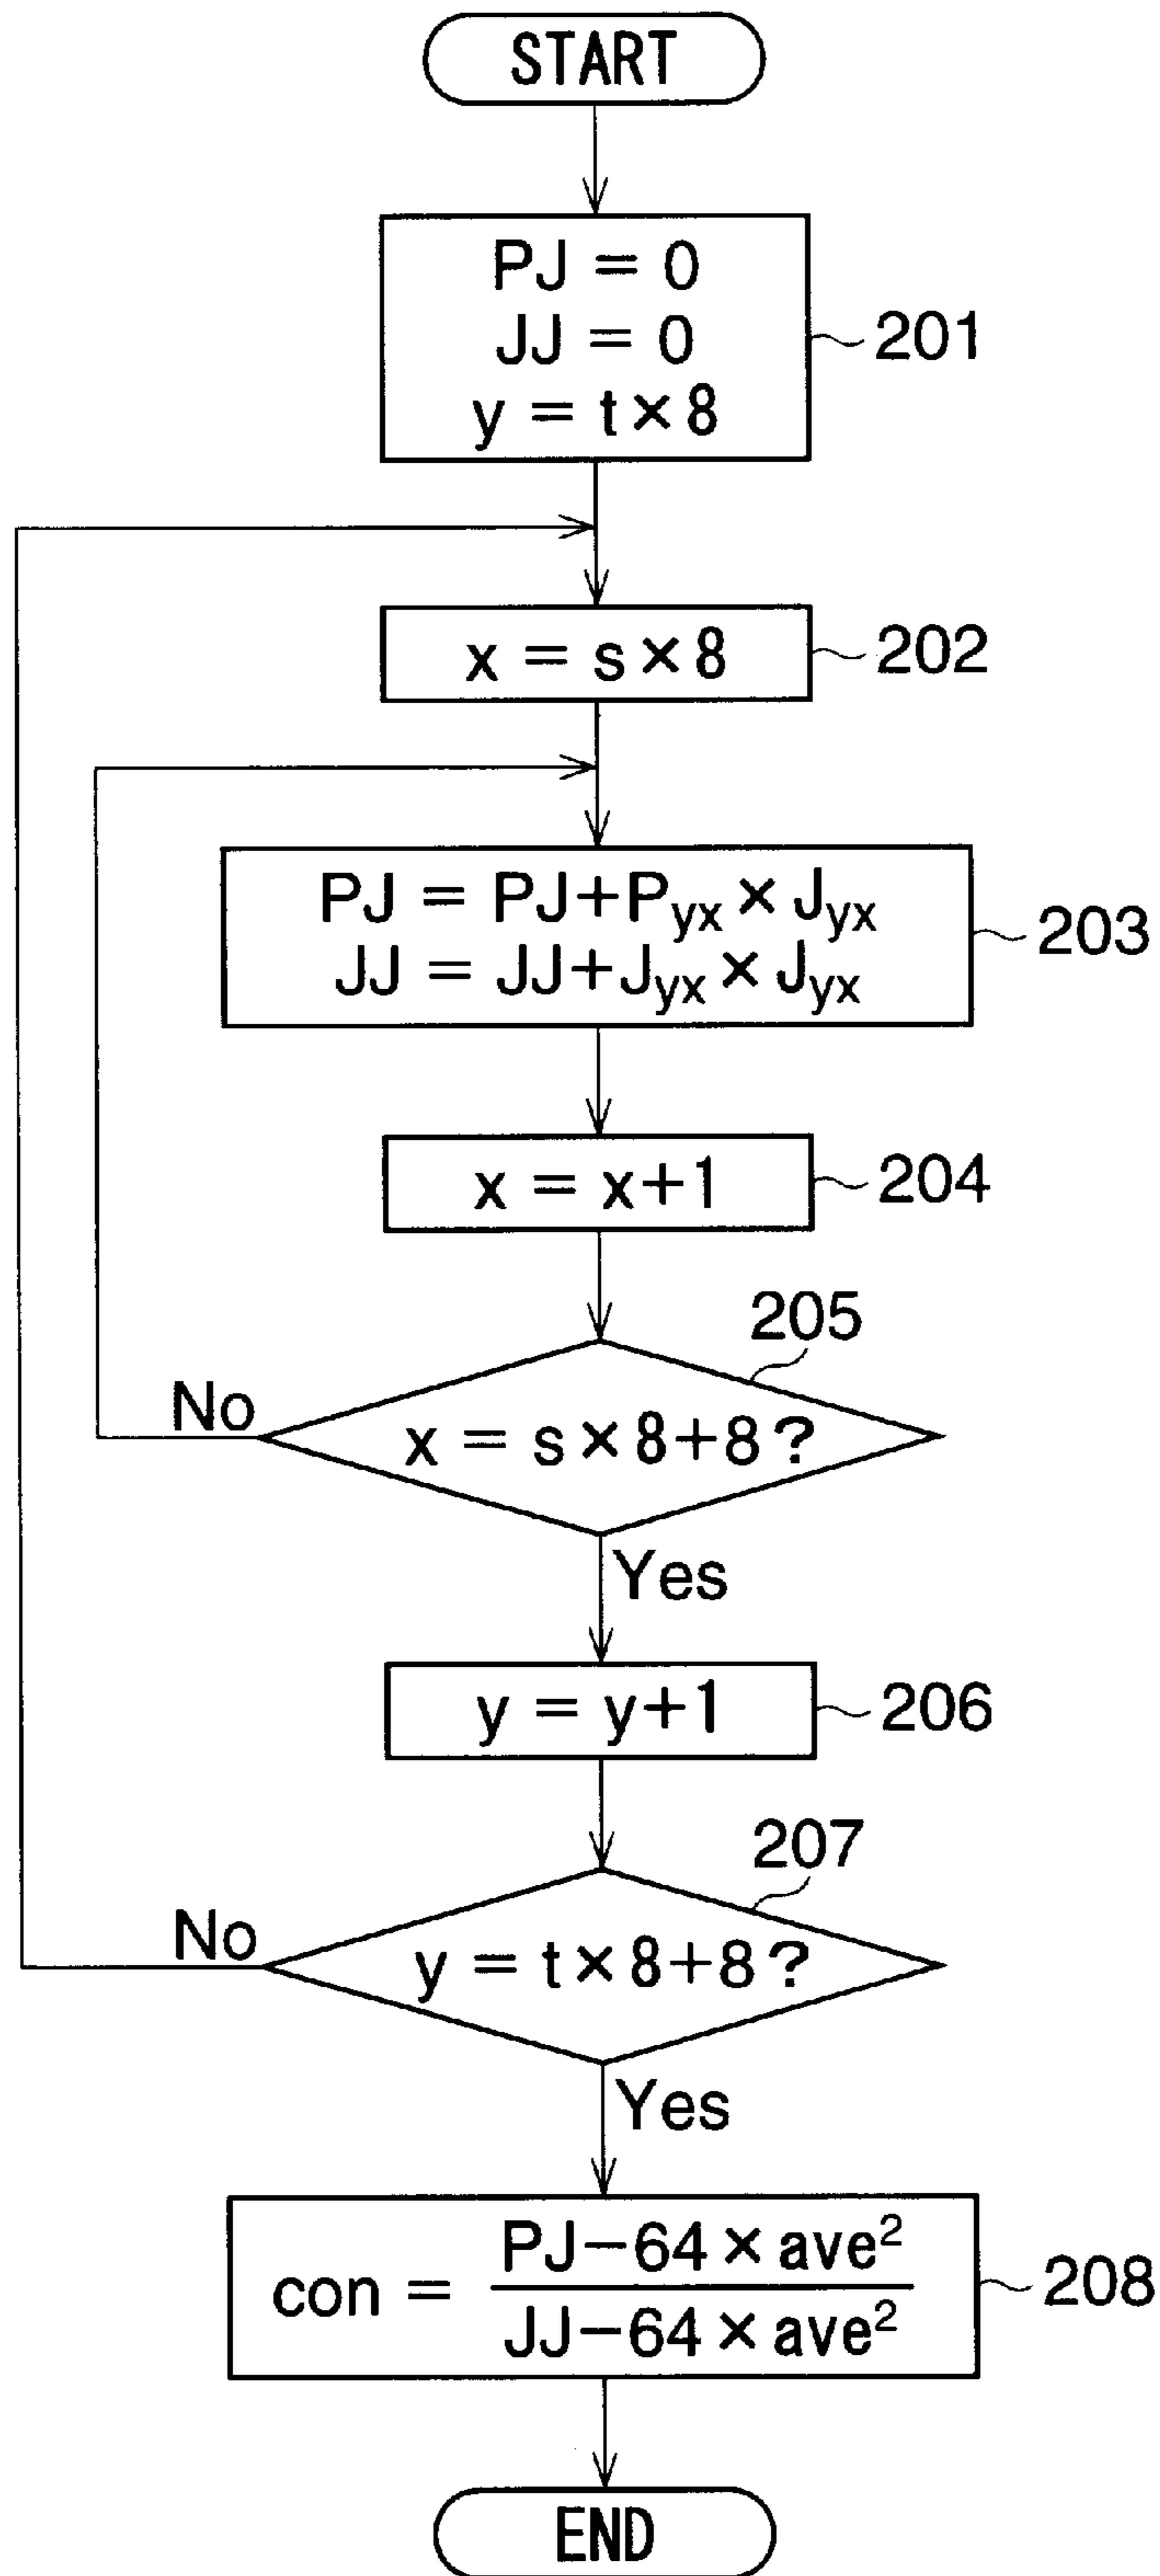 START
PJ = 0
JJ = 0
y = t×8
201
x = s×8
202
PJ = PJ+Pyx×Jyx
JJ = JJ+Jyx×Jyx
203
x = x+1
204
205
x = s×8+8?
No
Yes
y = y+1
206
207
y = t×8+8?
No
Yes
con = PJ−64×ave² / JJ−64×ave²
208
END